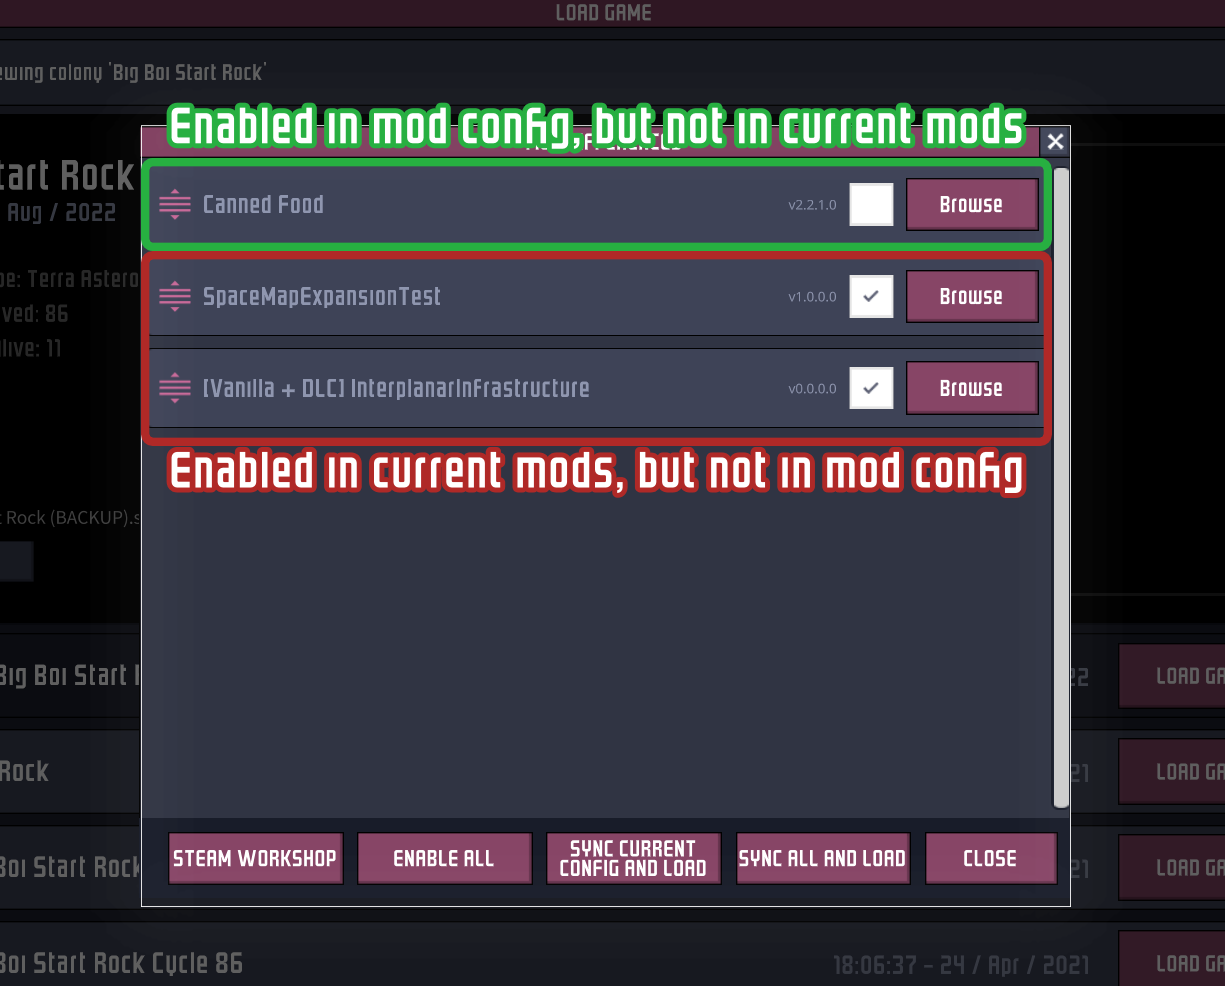 LOAD GAME
ewing colony 'Big Boi Start Rock'
Enabled in mod config, but not in current mods
tart Rock
Aug / 2022
Canned Food v2.2.1.0 Browse
pe: Terra Astero
SpaceMapExpansionTest v1.0.0.0 Browse
ved: 86
live: 11
[Vanilla + DLC] InterplanarInfrastructure v0.0.0.0 Browse
Enabled in current mods, but not in mod config
t Rock (BACKUP).s
Big Boi Start 22 LOAD GA
Rock 21 LOAD GA
STEAM WORKSHOP
ENABLE ALL
SYNC CURRENT
CONFIG AND LOAD
SYNC ALL AND LOAD
CLOSE
Boi Start Rock 21 LOAD GA
Boi Start Rock Cycle 86 18:06:37 - 24 / Apr / 2021 LOAD GA